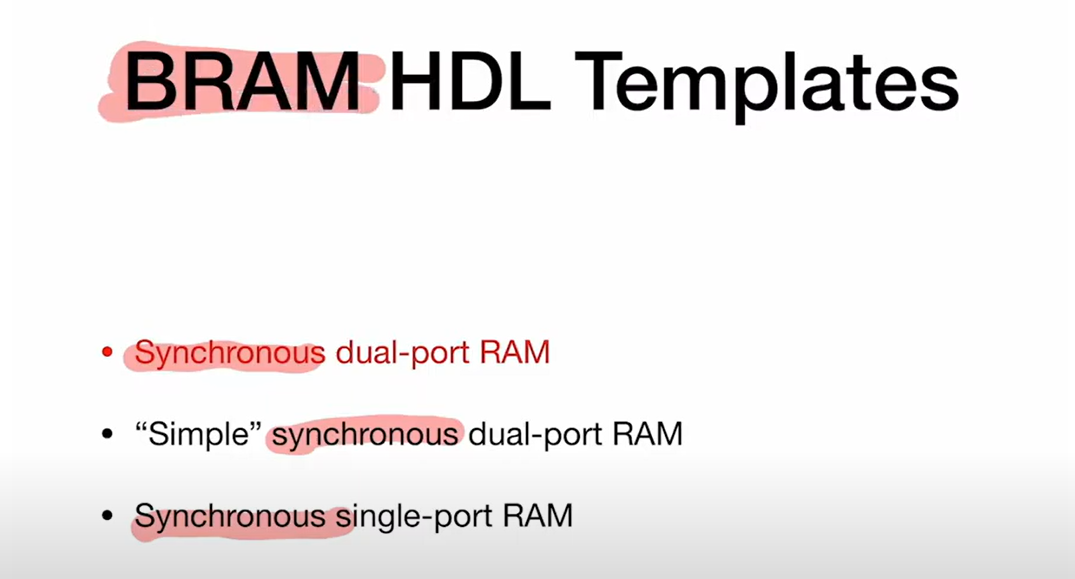 BRAM HDL Templates
• Synchronous dual-port RAM
• “Simple” synchronous dual-port RAM
• Synchronous single-port RAM